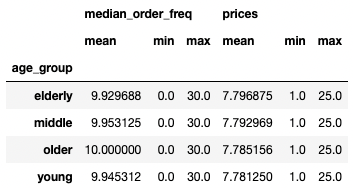 median_order_freq prices
mean min max mean min max
age_group
elderly 9.929688 0.0 30.0 7.796875 1.0 25.0
middle 9.953125 0.0 30.0 7.792969 1.0 25.0
older 10.000000 0.0 30.0 7.785156 1.0 25.0
young 9.945312 0.0 30.0 7.781250 1.0 25.0